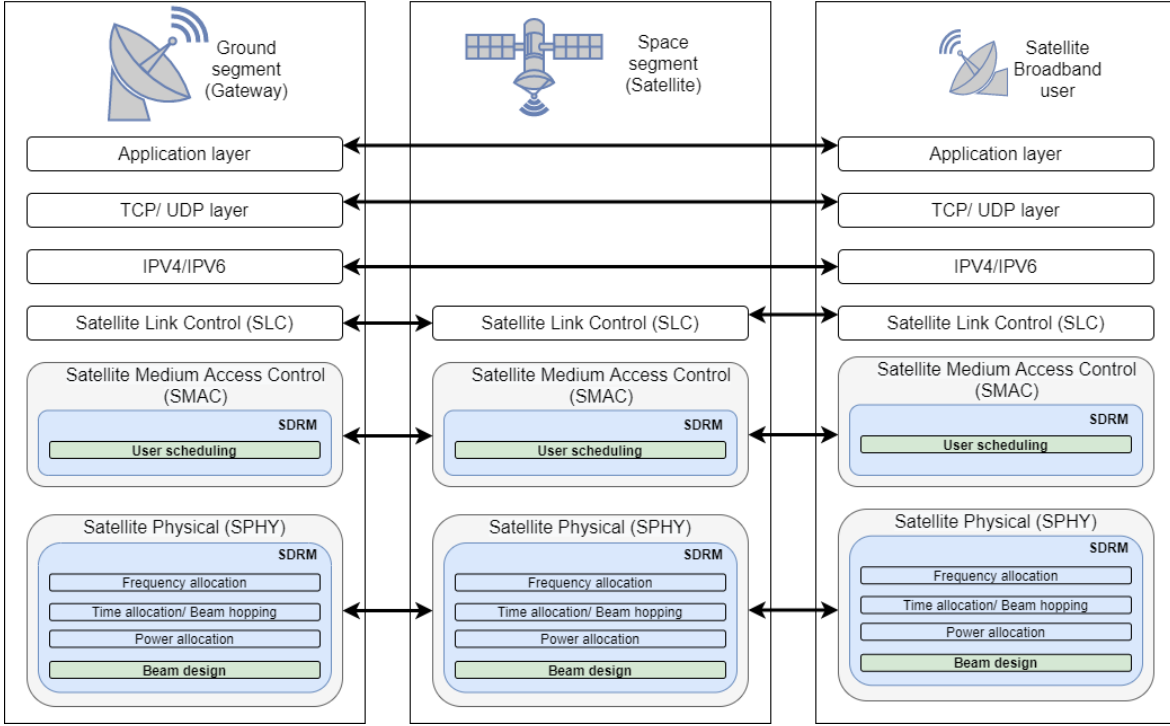 Ground
segment
(Gateway)
Application layer
TCP/ UDP layer
IPV4/IPV6
Satellite Link Control (SLC)
Satellite Medium Access Control
(SMAC)
SDRM
User scheduling
Satellite Physical (SPHY)
SDRM
Frequency allocation
Time allocation/ Beam hopping
Power allocation
Beam design
Space
segment
(Satellite)
Satellite Link Control (SLC)
Satellite Medium Access Control
(SMAC)
SDRM
User scheduling
Satellite Physical (SPHY)
SDRM
Frequency allocation
Time allocation/ Beam hopping
Power allocation
Beam design
Satellite
Broadband
user
Application layer
TCP/ UDP layer
IPV4/IPV6
Satellite Link Control (SLC)
Satellite Medium Access Control
(SMAC)
SDRM
User scheduling
Satellite Physical (SPHY)
SDRM
Frequency allocation
Time allocation/ Beam hopping
Power allocation
Beam design